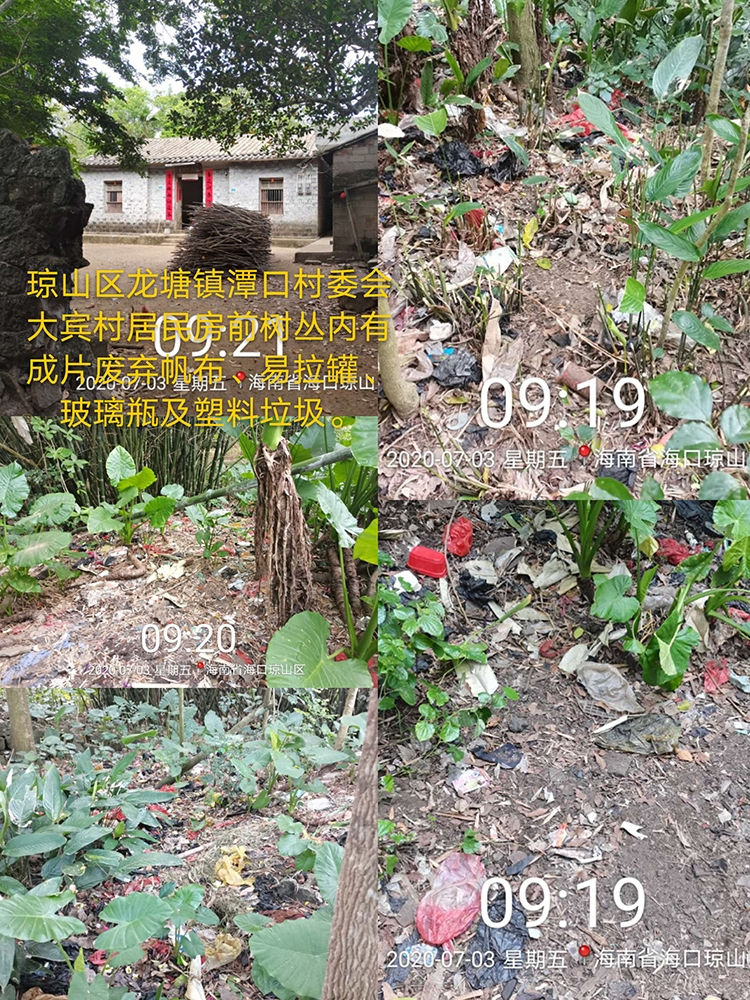 琼山区龙塘镇潭口村委会
大宾村居民房前树丛内有
成片废弃帆布、易拉罐、
玻璃瓶及塑料垃圾。
09:21
2020-07-03 星期五 海南省海口琼山
09:19
2020-07-03 星期五 海南省海口琼山
09:20
2020-07-03 星期五 海南省海口琼山区
09:19
2020-07-03 星期五 海南省海口琼山